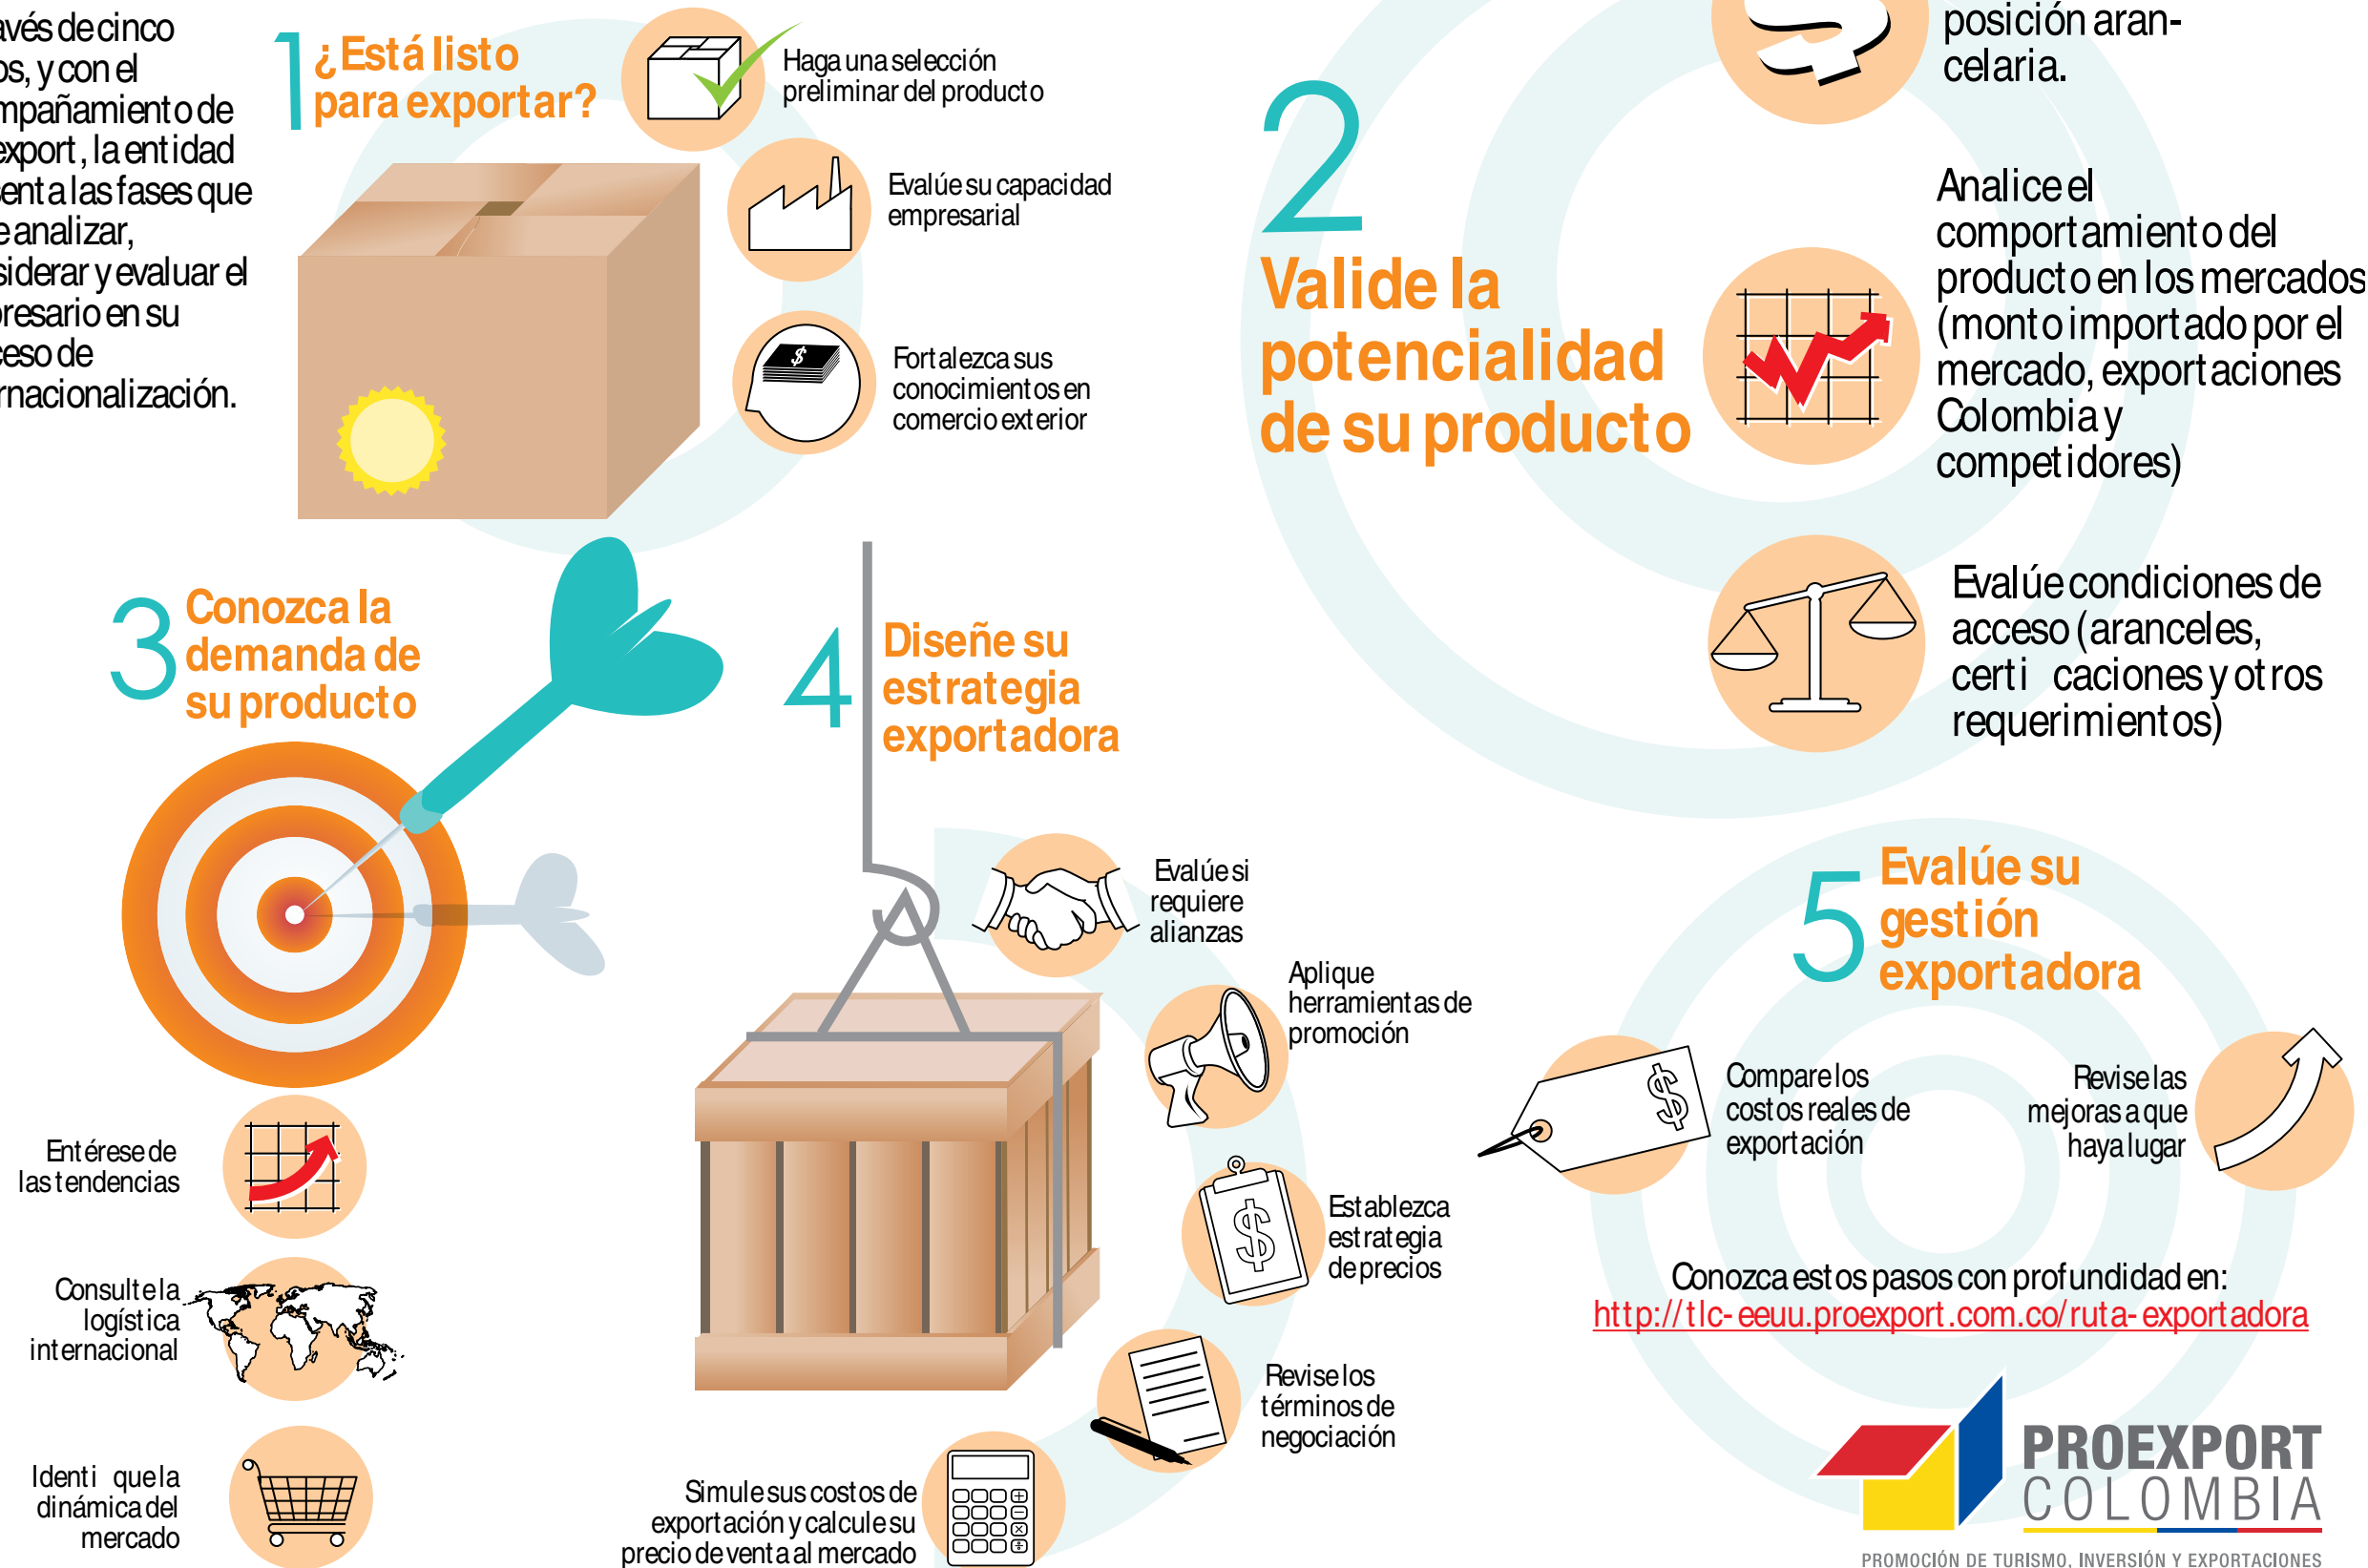 avés de cinco
os, y con el
mpañamiento de
export, la entidad
senta las fases que
e analizar,
siderar y evaluar el
presario en su
ceso de
rnacionalización.
1 ¿Está listo
para exportar?
Haga una selección
preliminar del producto
Evalúe su capacidad
empresarial
Fortalezca sus
conocimientos en
comercio exterior
2
Valide la
potencialidad
de su producto
posición aran-
celaria.
Analice el
comportamiento del
producto en los mercados
(monto importado por el
mercado, exportaciones
Colombia y
competidores)
Evalúe condiciones de
acceso (aranceles,
certi caciones y otros
requerimientos)
3 Conozca la
demanda de
su producto
Entérese de
las tendencias
Consulte la
logística
internacional
Identi que la
dinámica del
mercado
4 Diseñe su
estrategia
exportadora
Evalúe si
requiere
alianzas
Aplique
herramientas de
promoción
Establezca
estrategia
de precios
Revise los
términos de
negociación
Simule sus costos de
exportación y calcule su
precio de venta al mercado
5 Evalúe su
gestión
exportadora
Compare los
costos reales de
exportación
Revise las
mejoras a que
haya lugar
Conozca estos pasos con profundidad en:
http://tlc-eeuu.proexport.com.co/ruta-exportadora
PROEXPORT
COLOMBIA
PROMOCIÓN DE TURISMO, INVERSIÓN Y EXPORTACIONES